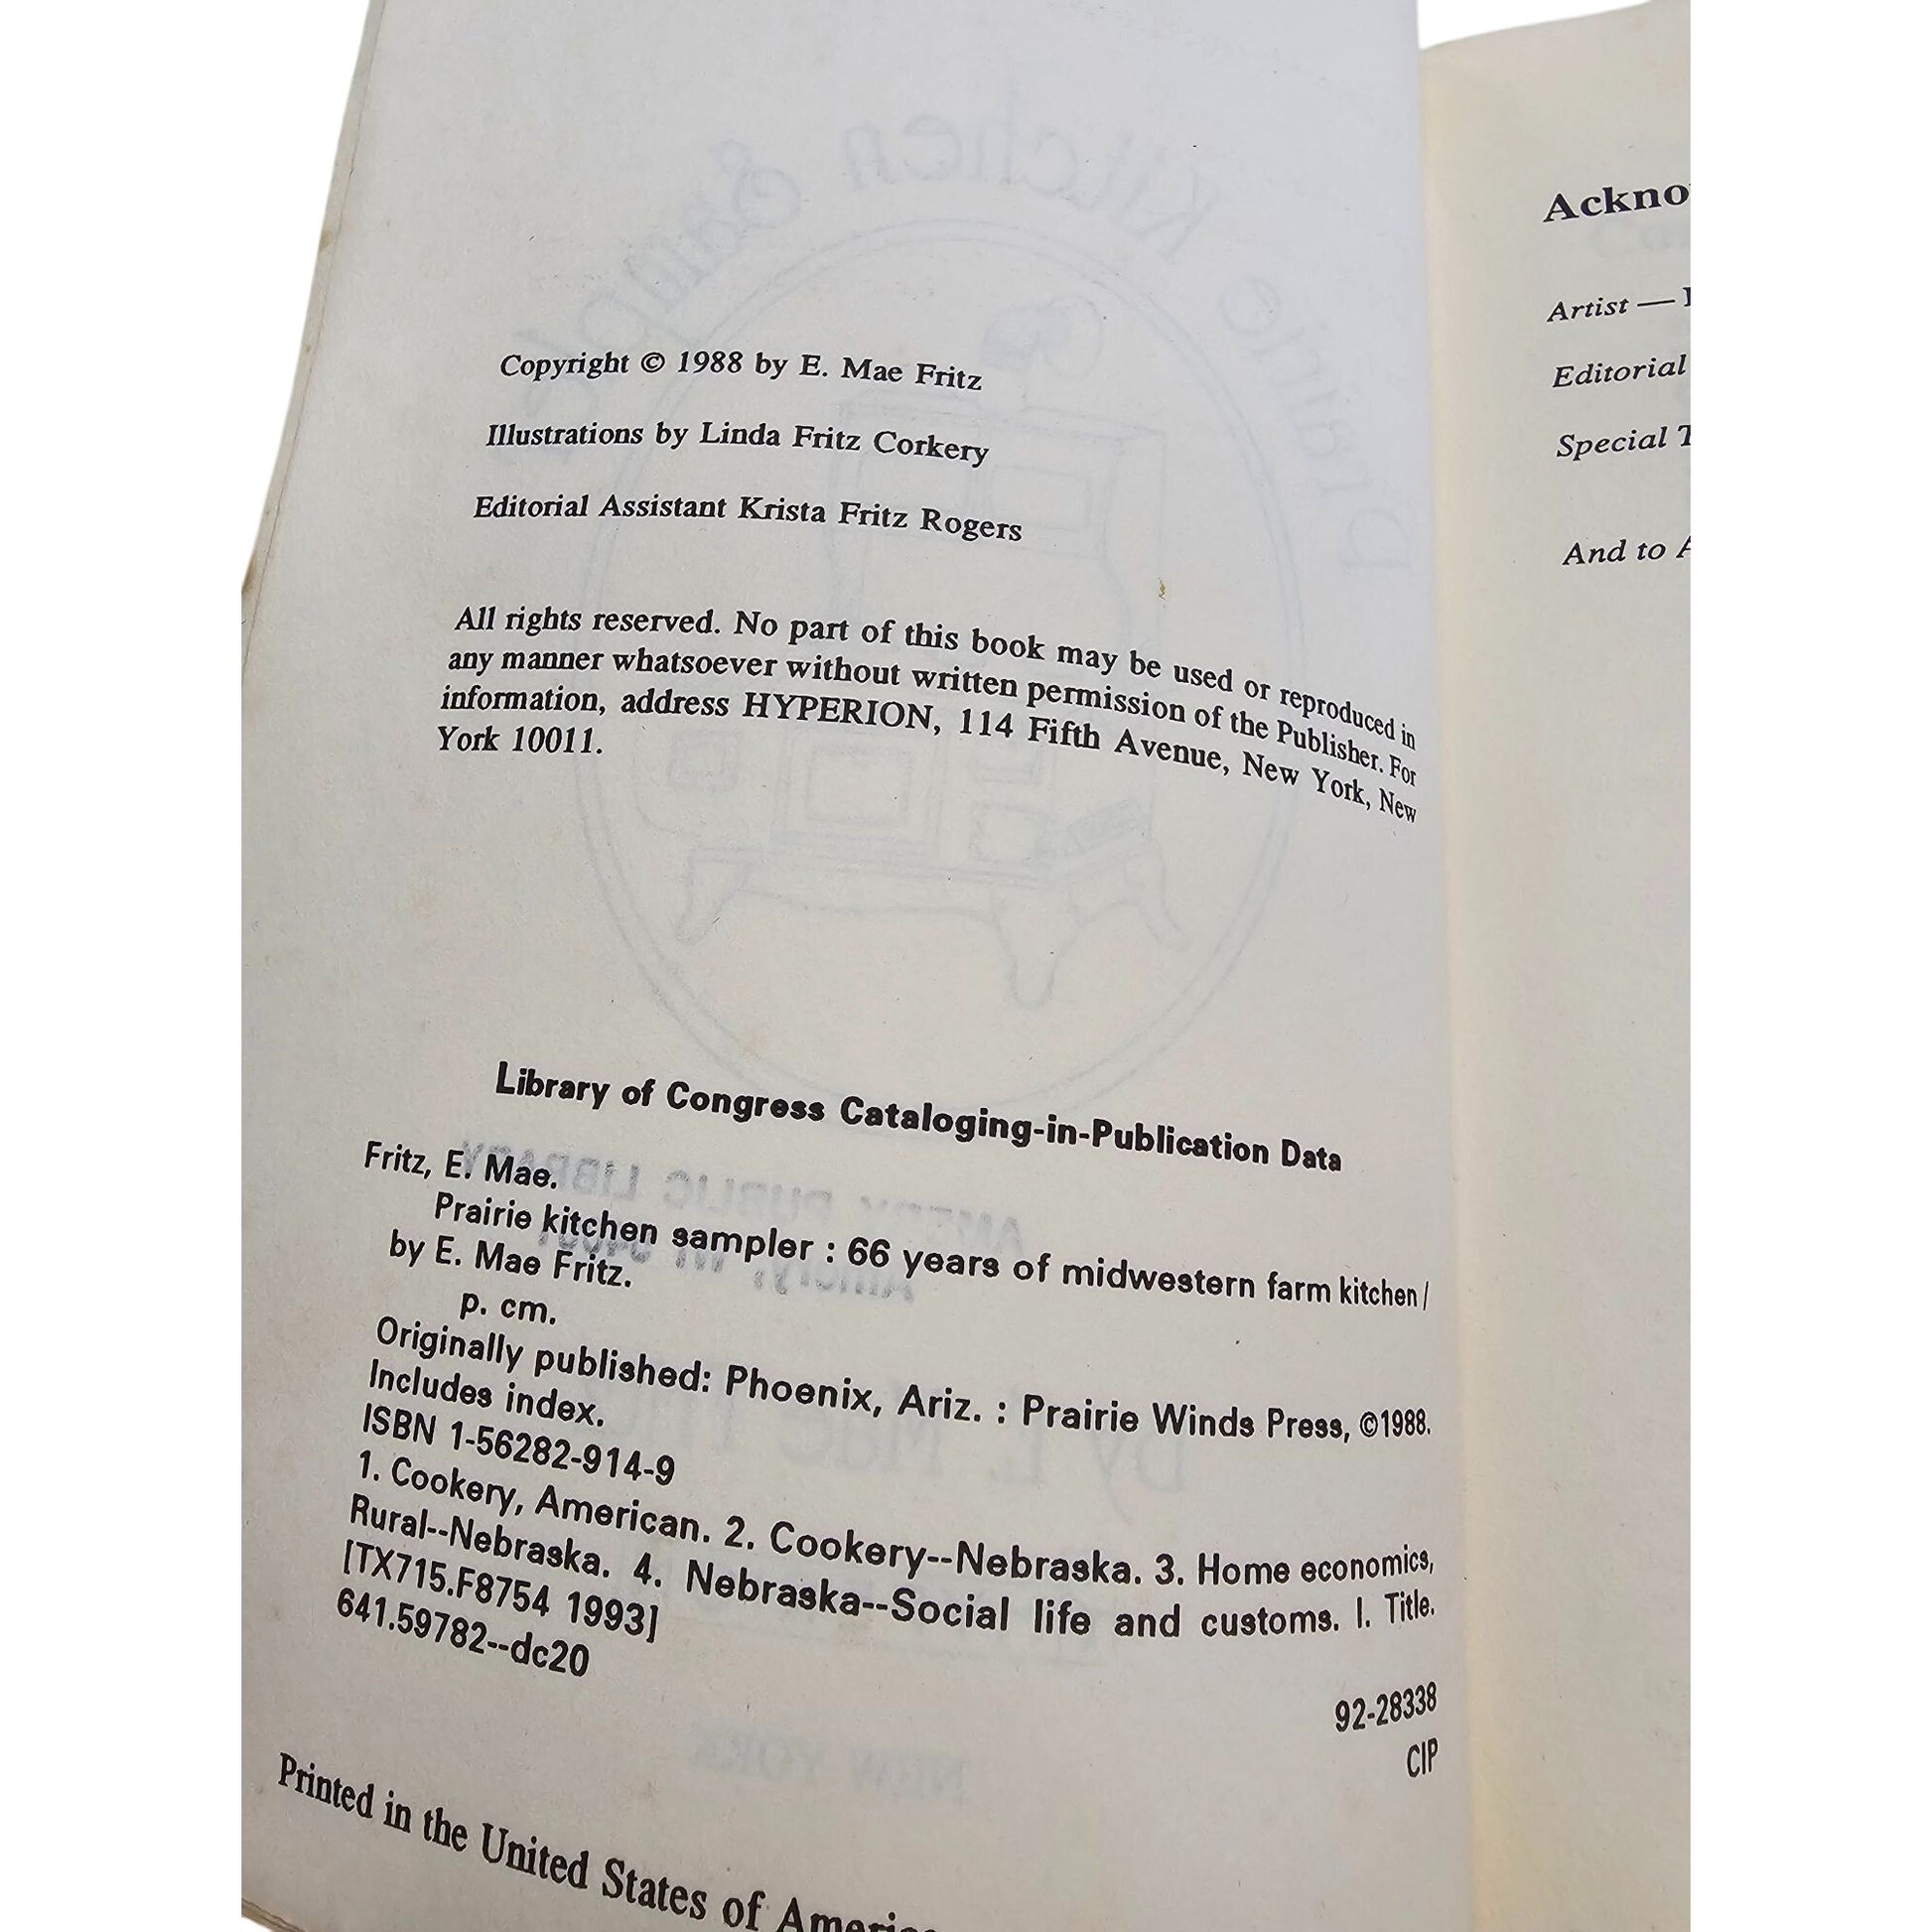 Copyright © 1988 by E. Mae Fritz
Illustrations by Linda Fritz Corkery
Editorial Assistant Krista Fritz Rogers
All rights reserved. No part of this book may be used or reproduced in
any manner whatsoever without written permission of the Publisher. For
information, address HYPERION, 114 Fifth Avenue, New York, New
York 10011.
Library of Congress Cataloging-in-Publication Data
Fritz, E. Mae.
Prairie kitchen sampler : 66 years of midwestern farm kitchen /
by E. Mae Fritz.
p. cm.
Originally published: Phoenix, Ariz. : Prairie Winds Press, ©1988.
Includes index.
ISBN 1-56282-914-9
1. Cookery, American. 2. Cookery--Nebraska. 3. Home economics,
Rural--Nebraska. 4. Nebraska--Social life and customs. I. Title.
[TX715.F8754 1993]
641.59782--dc20
92-28338
CIP
Printed in the United States of
Artist —
Editorial
Special
And to